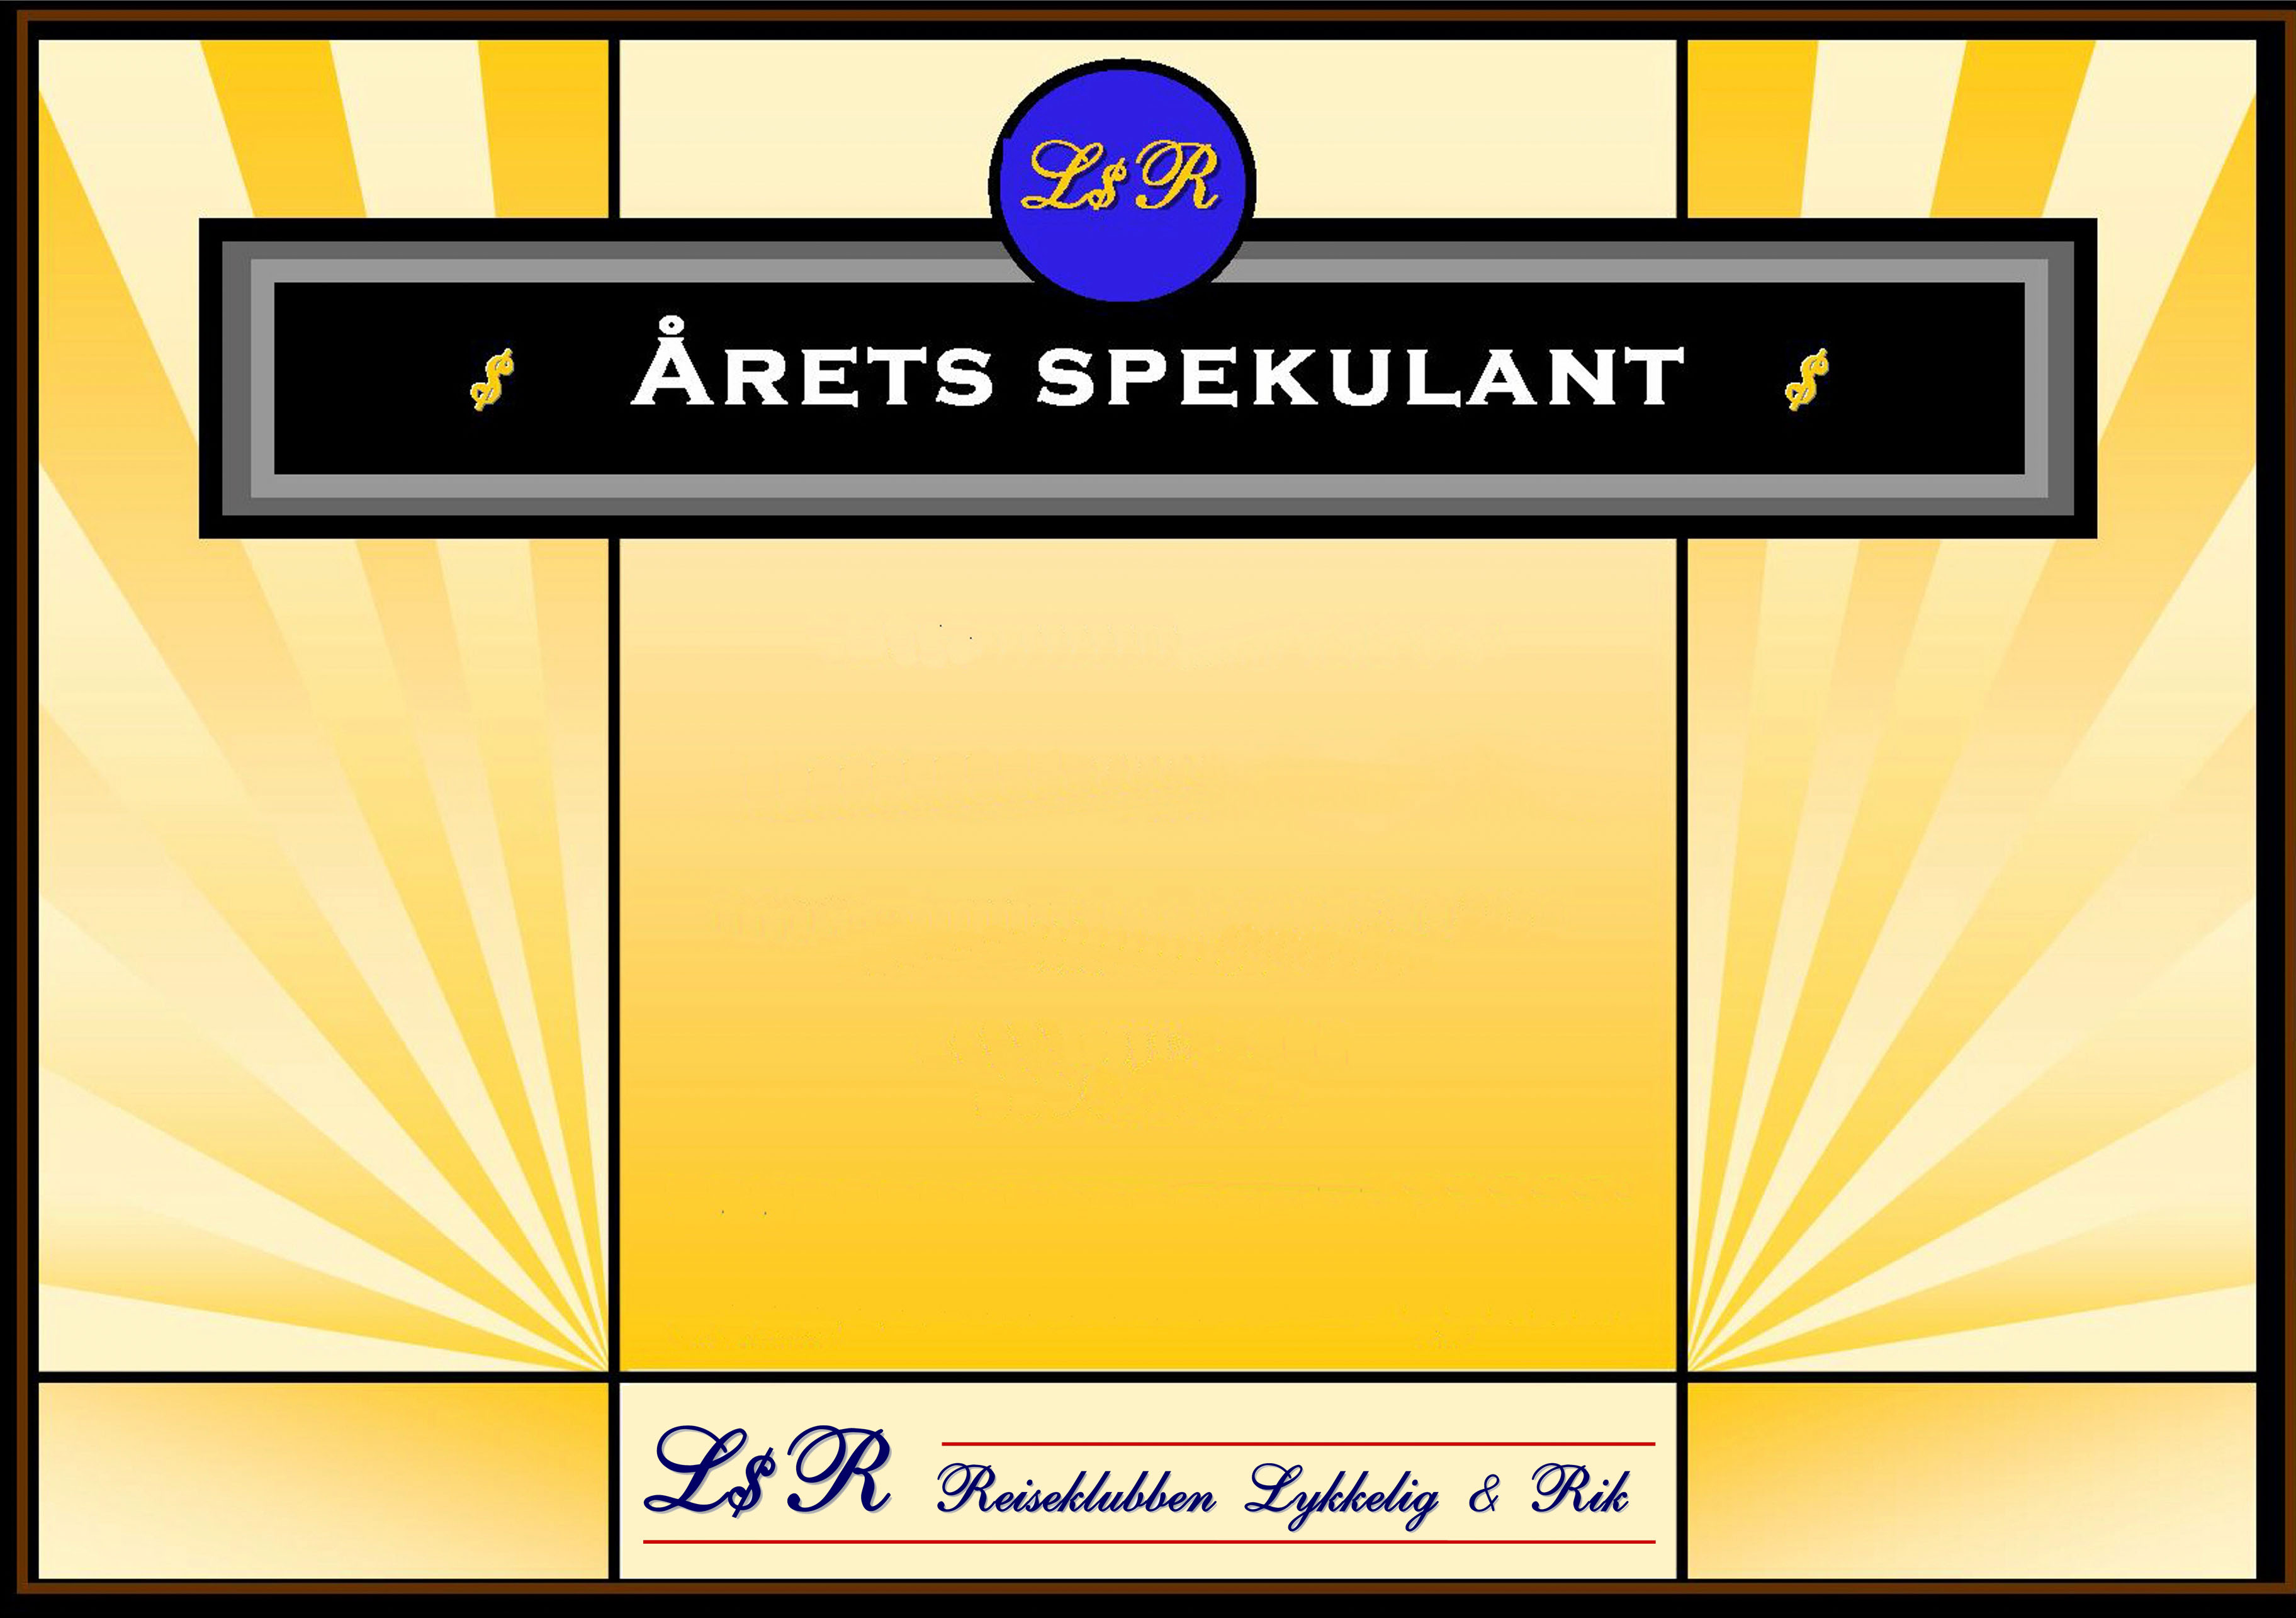 L$R
$ ÅRETS SPEKULANT $
L$R Reiseklubben Lykkelig & Rik